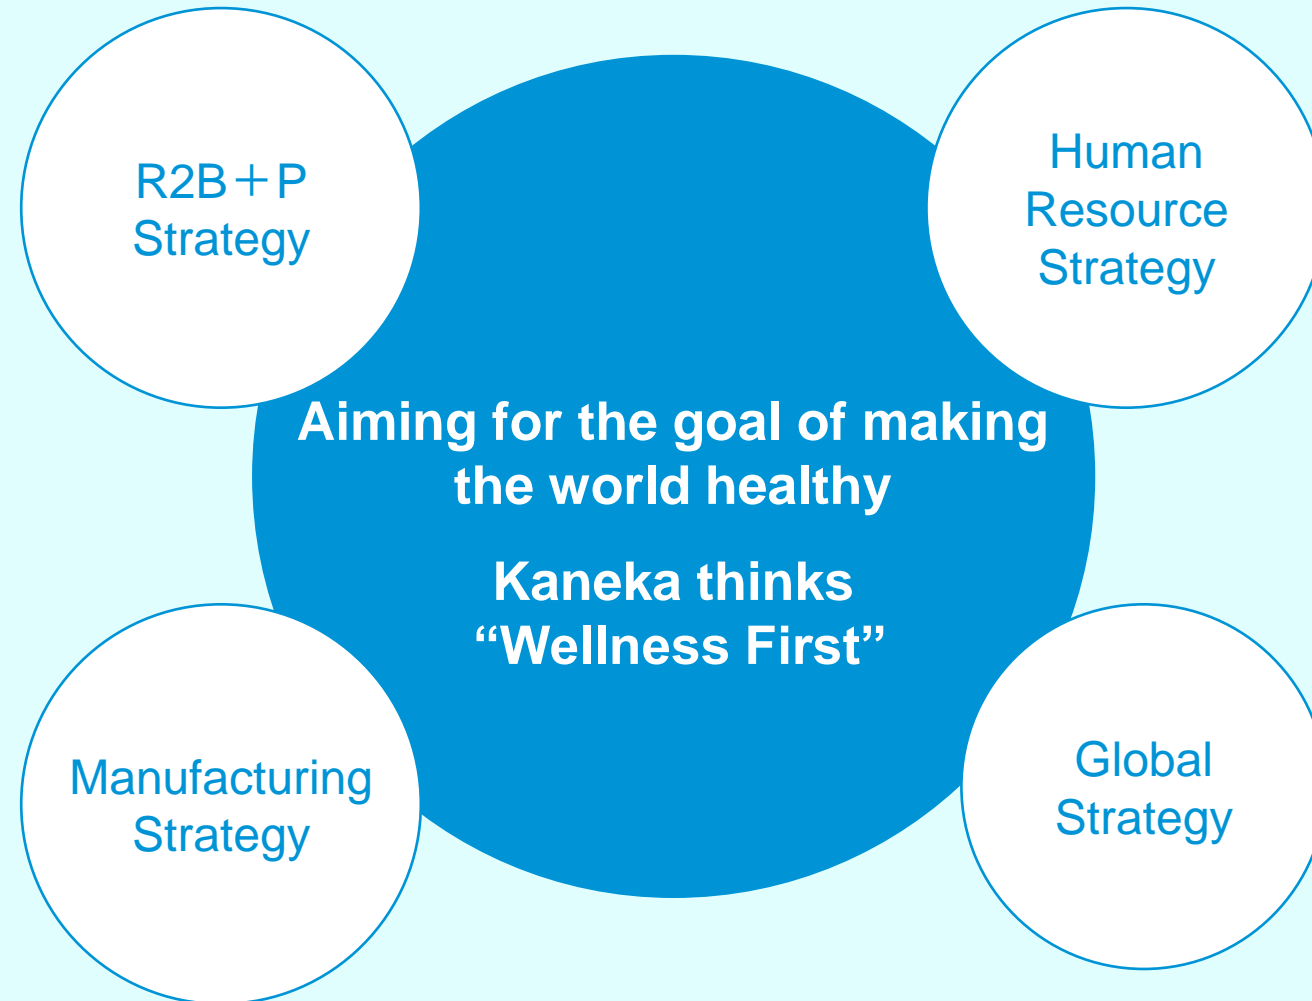 R2B＋P
Strategy
Human
Resource
Strategy
Aiming for the goal of making
the world healthy
Kaneka thinks
“Wellness First”
Manufacturing
Strategy
Global
Strategy